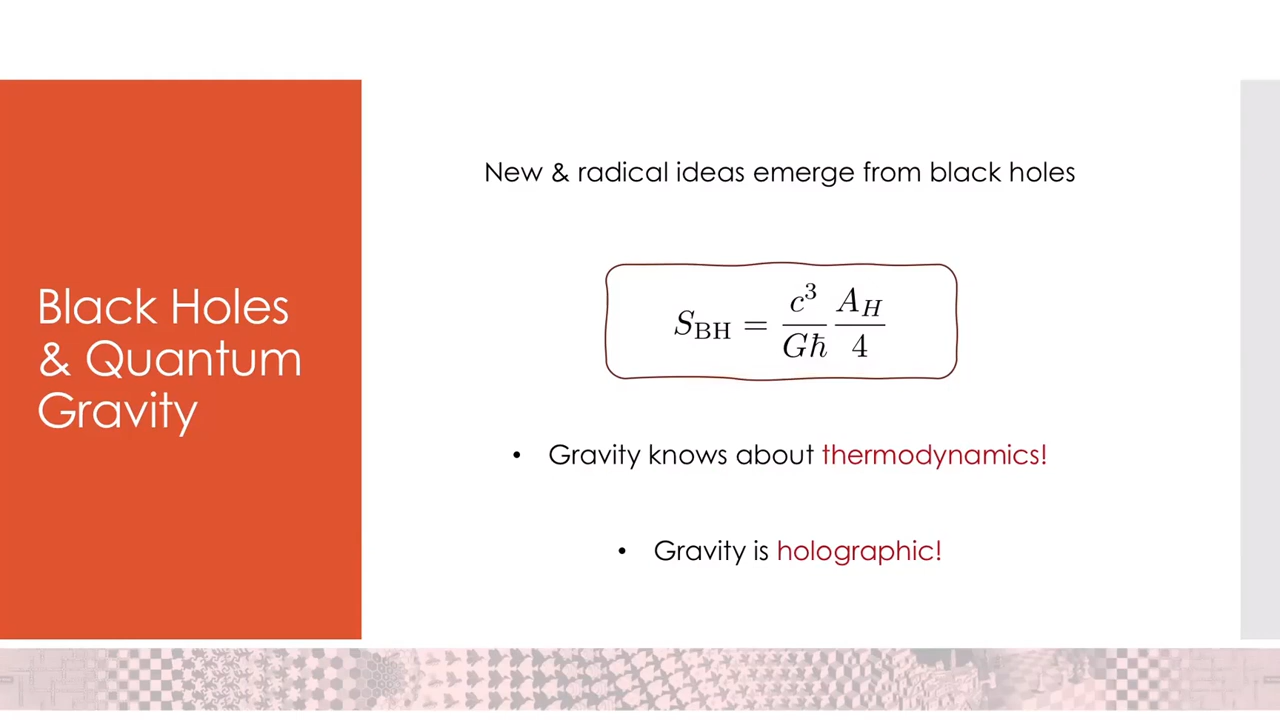 Black Holes
& Quantum
Gravity
New & radical ideas emerge from black holes
S_BH = c³/Għ A_H/4
• Gravity knows about thermodynamics!
• Gravity is holographic!